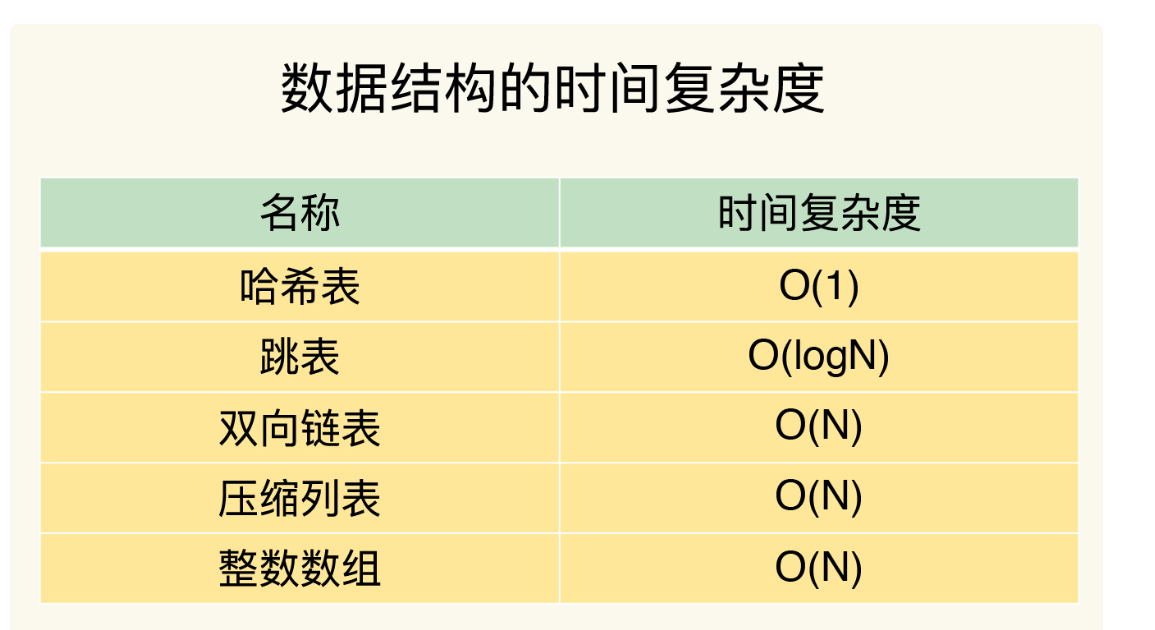 数据结构的时间复杂度
名称 时间复杂度
哈希表 O(1)
跳表 O(logN)
双向链表 O(N)
压缩列表 O(N)
整数数组 O(N)